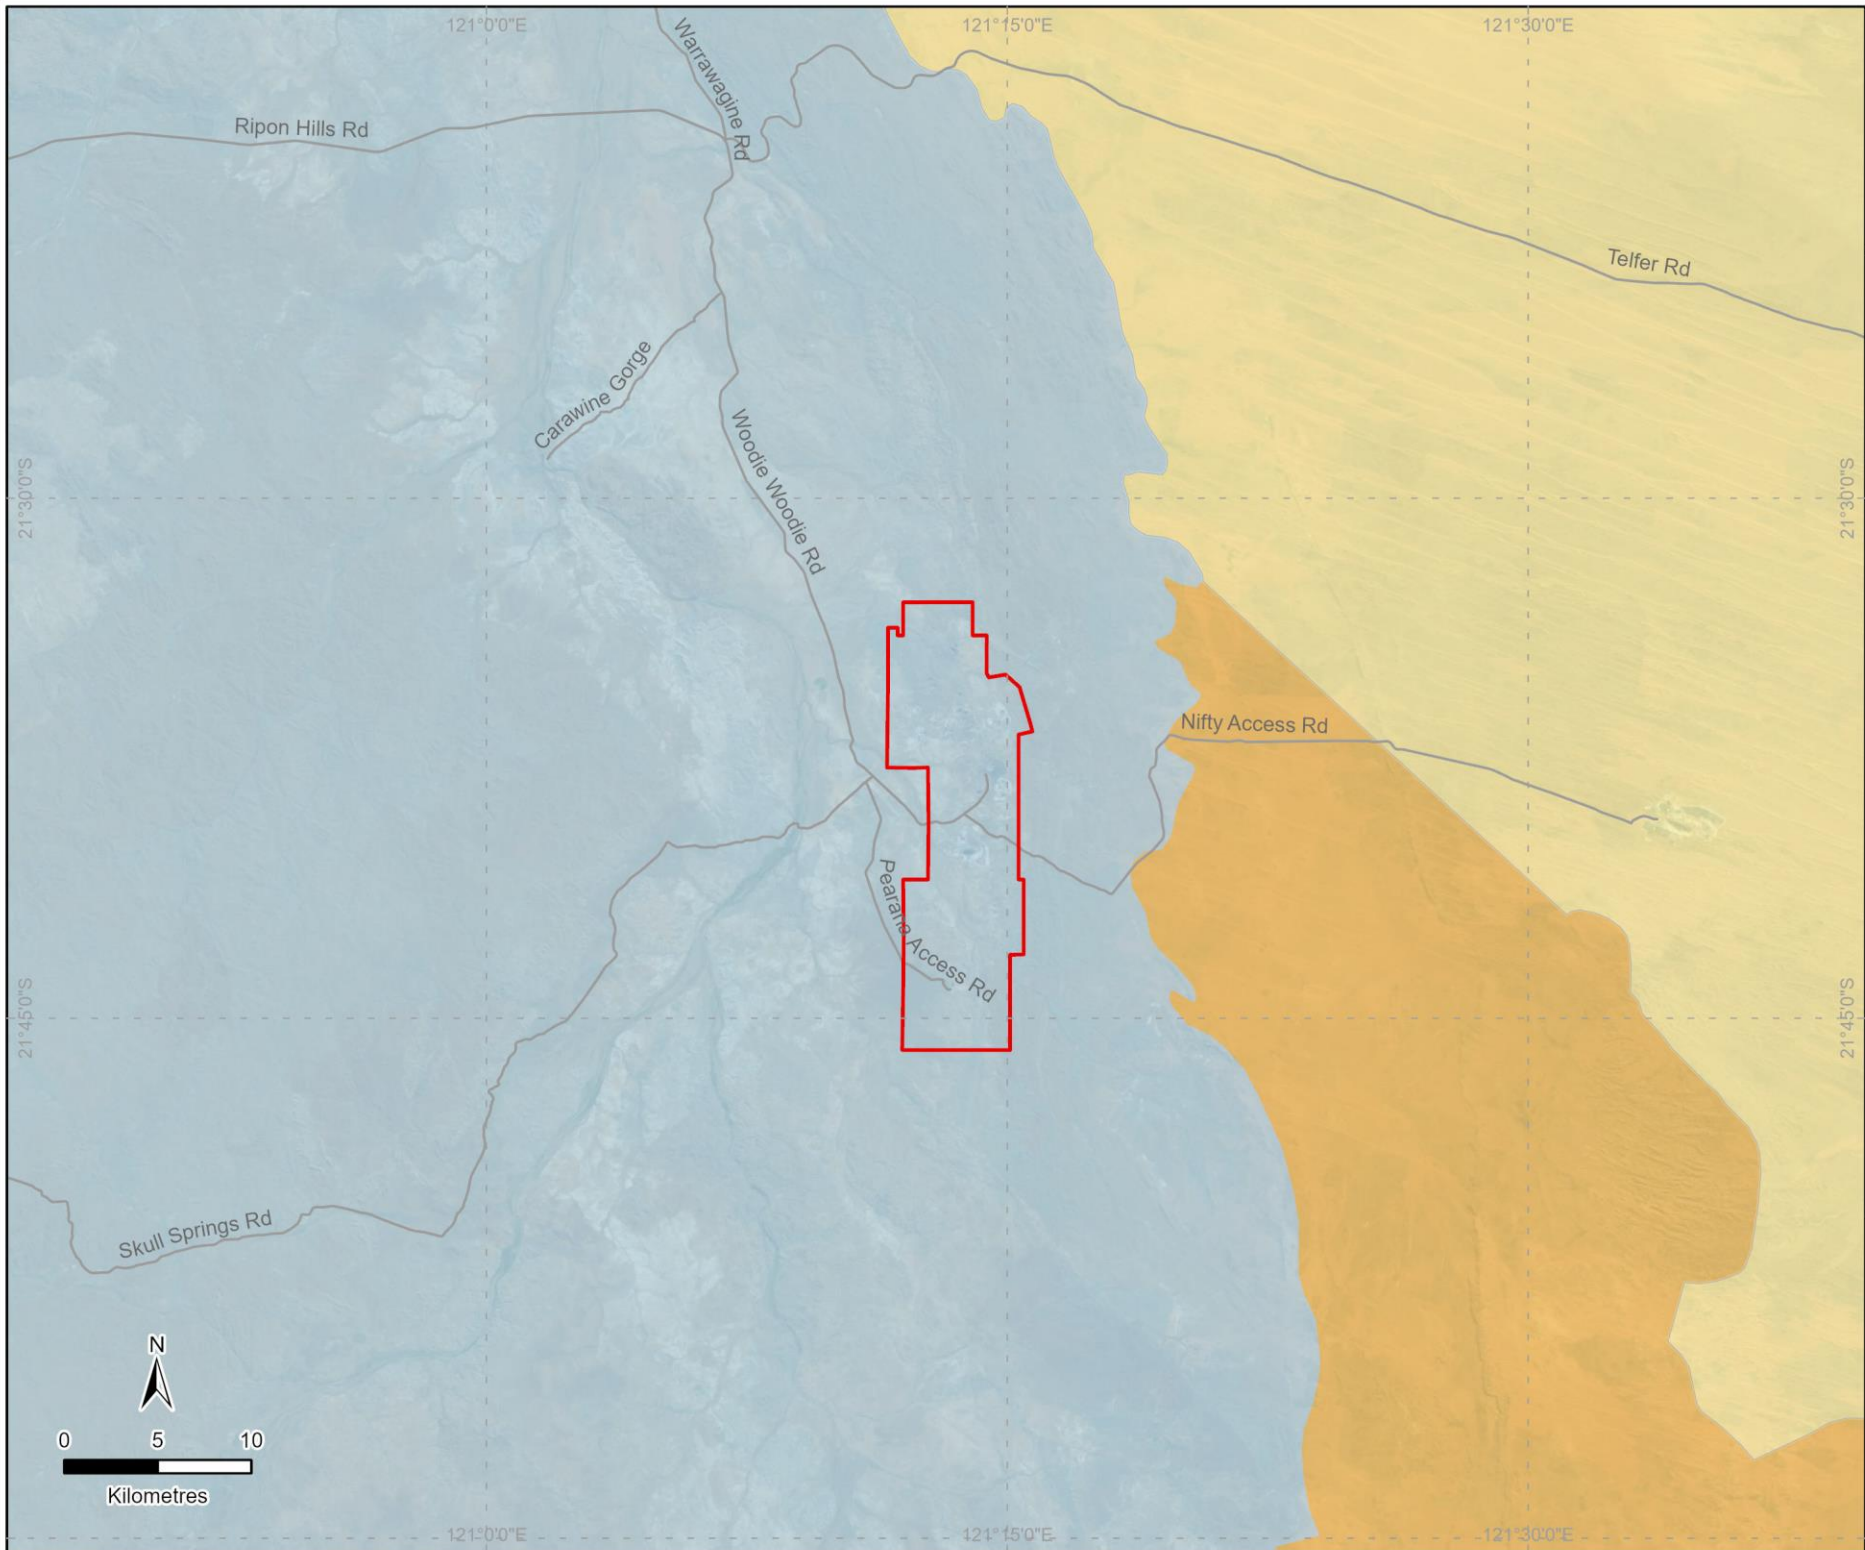 121°0'0"E
121°15'0"E
121°30'0"E
Warrawagine Rd
Ripon Hills Rd
Telfer Rd
Carawine Gorge
Woodie Woodie Rd
21°30'0"S
21°30'0"S
Nifty Access Rd
Pearana Access Rd
21°45'0"S
21°45'0"S
Skull Springs Rd
N
0 5 10
Kilometres
121°0'0"E
121°15'0"E
121°30'0"E